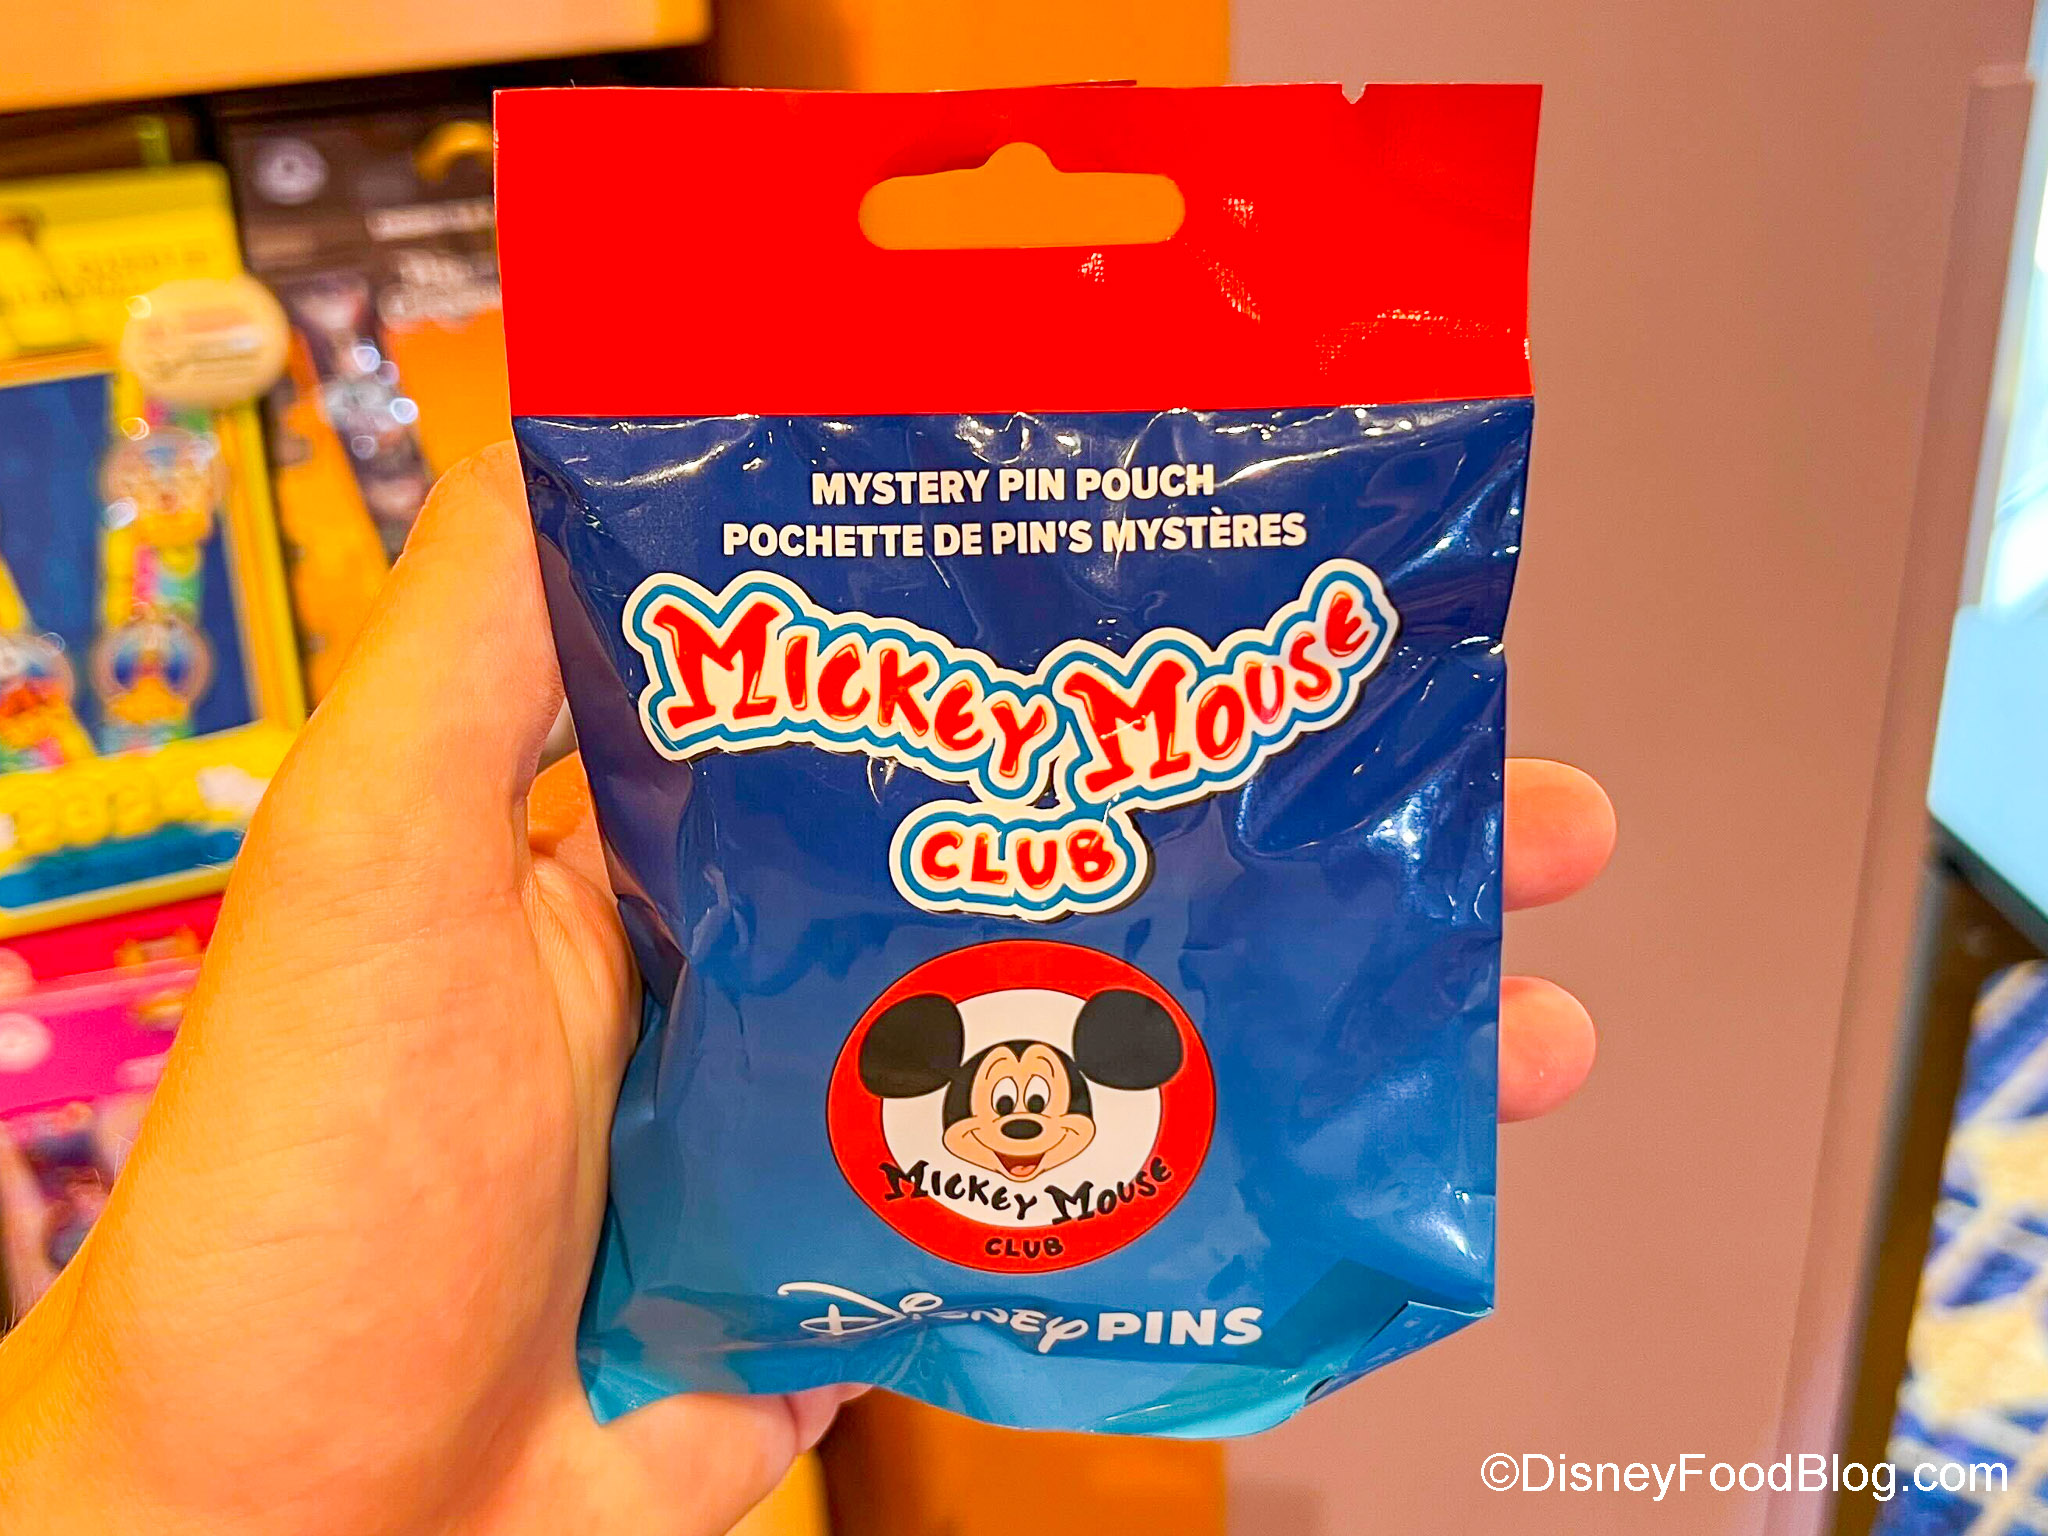 MYSTERY PIN POUCH
POCHETTE DE PIN'S MYSTÈRES
MICKEY MOUSE
CLUB
MICKEY MOUSE
CLUB
DISNEY PINS
©DisneyFoodBlog.com